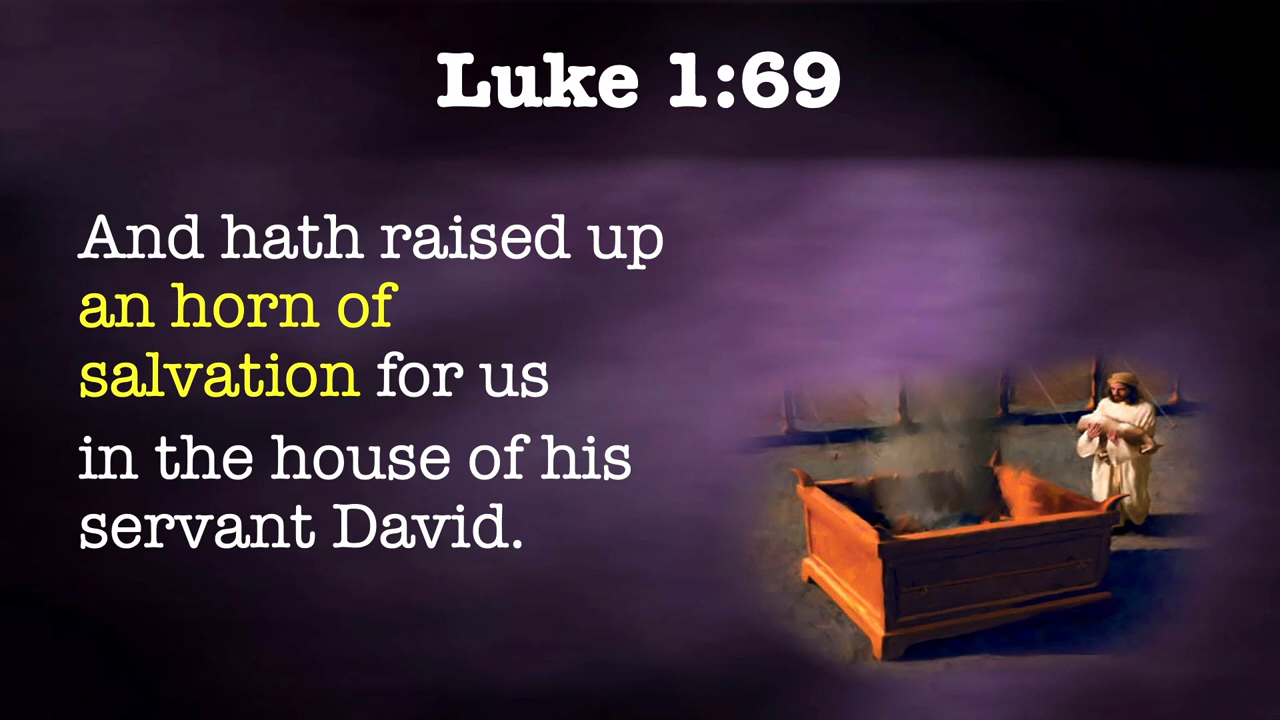 Luke 1:69
And hath raised up
an horn of
salvation for us
in the house of his
servant David.